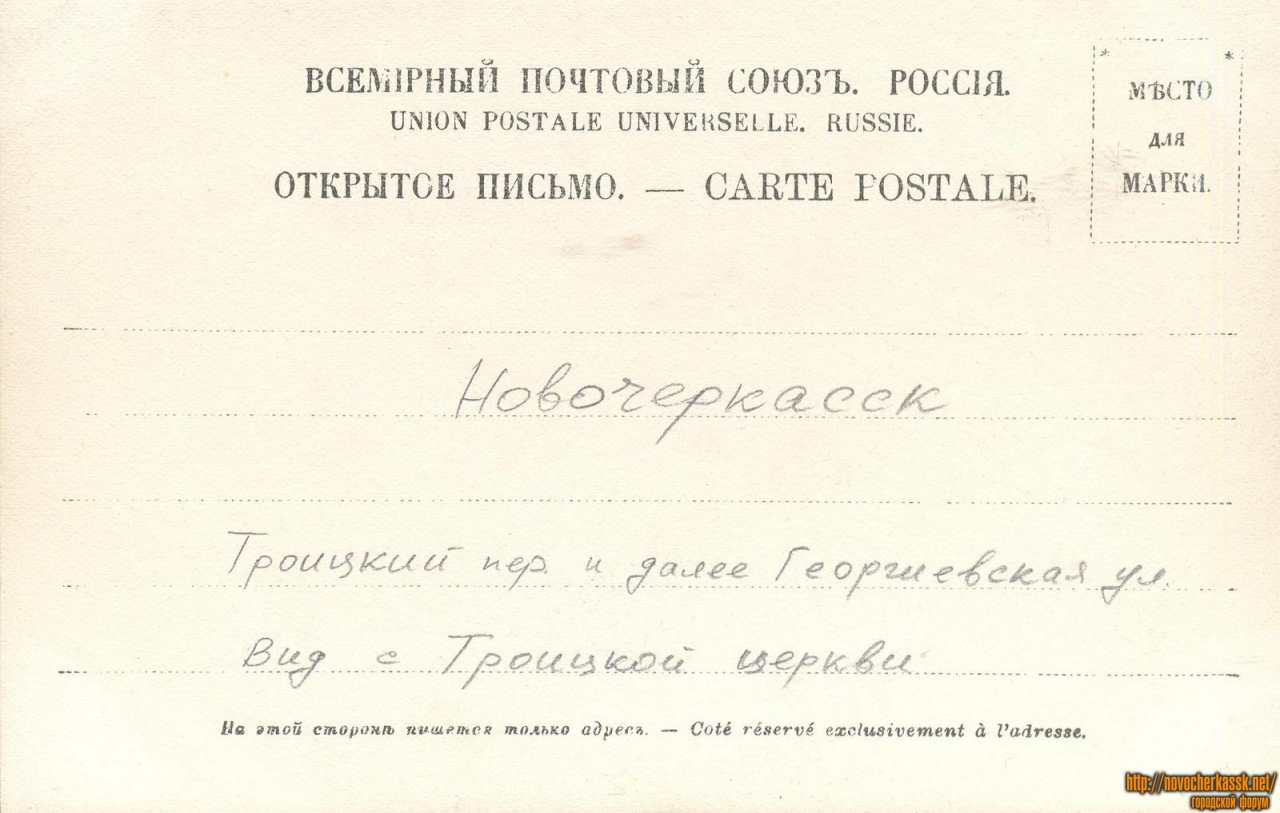 ВСЕМІРНЫЙ ПОЧТОВЫЙ СОЮЗЪ. РОССІЯ.
UNION POSTALE UNIVERSELLE. RUSSIE.
ОТКРЫТОЕ ПИСЬМО. — CARTE POSTALE.
МѢСТО
ДЛЯ
МАРКИ.
Новочеркасск
Троицкий пер. и далее Георгиевская ул.
Вид с Троицкой церкви
На этой сторонѣ пишется только адресъ. — Coté réservé exclusivement à l'adresse.
http://novocherkassk.net/
городской форум